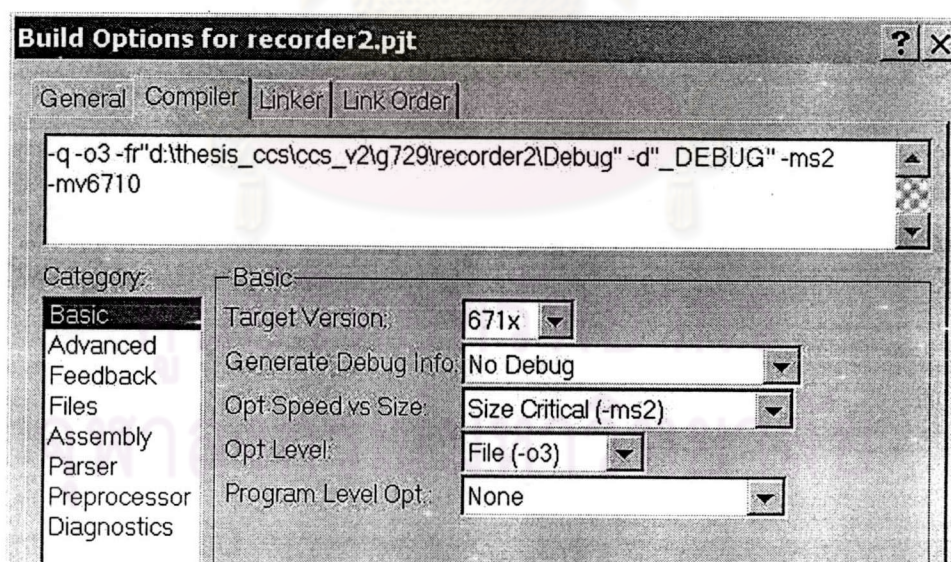 Build Options for recorder2.pjt
General Compiler Linker Link Order
-q -o3 -fr"d:\thesis_ccs\ccs_v2\g729\recorder2\Debug" -d"_DEBUG" -ms2
-mv6710
Category:
Basic
Advanced
Feedback
Files
Assembly
Parser
Preprocessor
Diagnostics
Basic
Target Version: 671x
Generate Debug Info: No Debug
Opt Speed vs Size: Size Critical (-ms2)
Opt Level: File (-o3)
Program Level Opt.: None